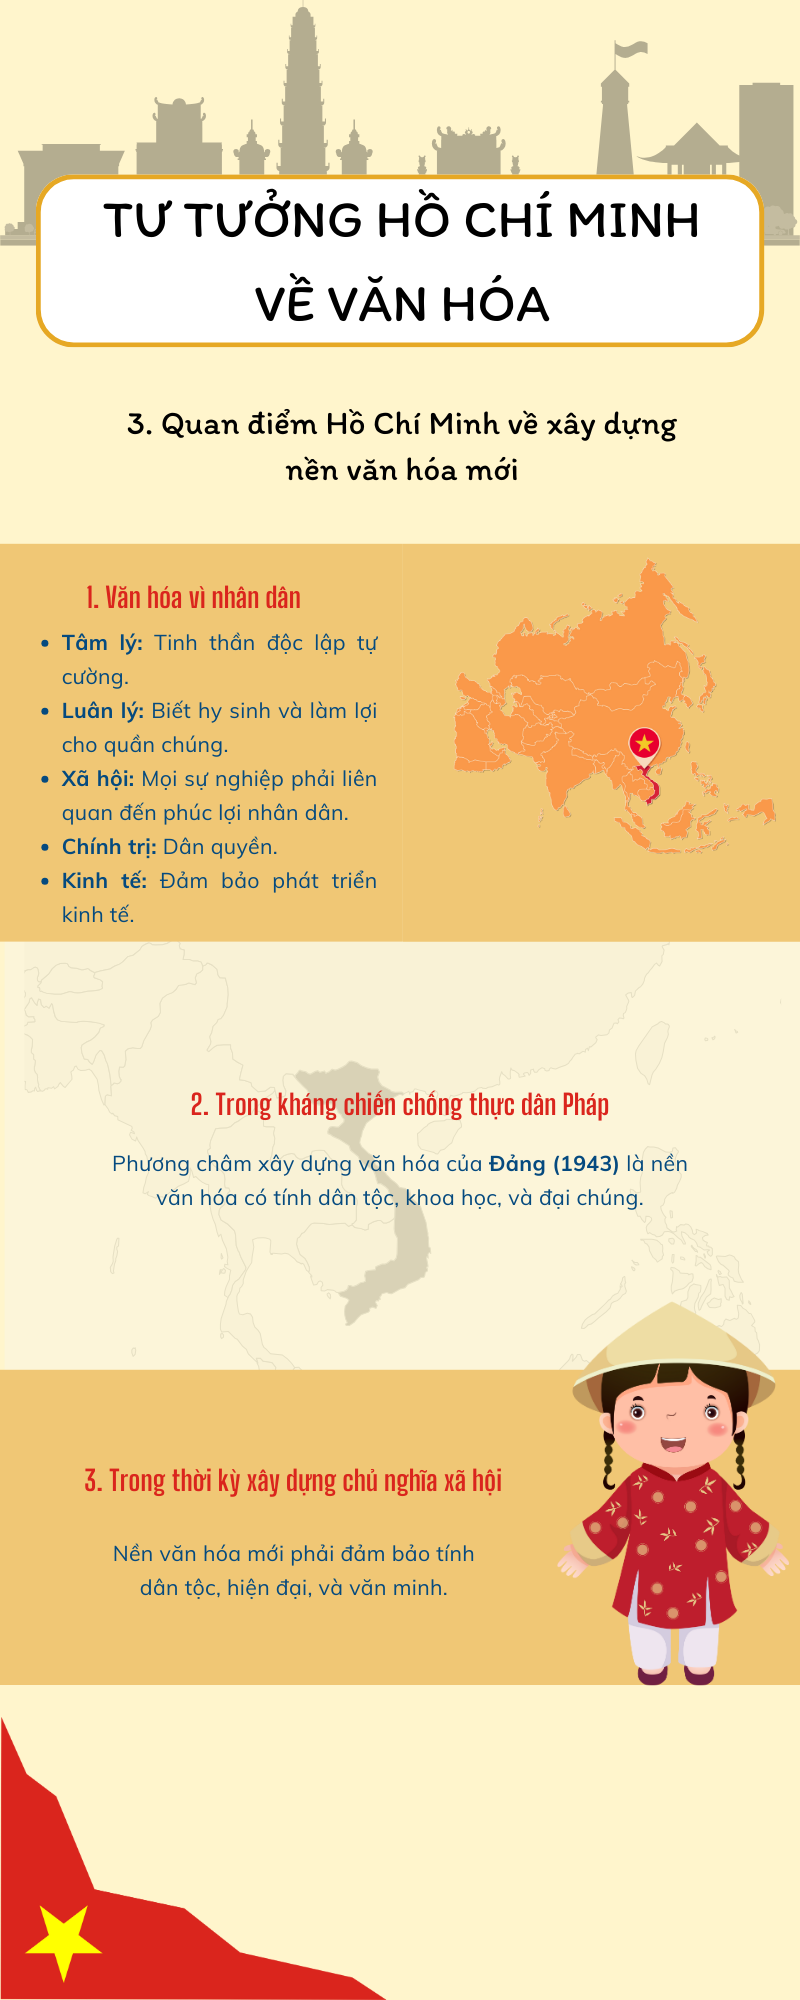 TƯ TƯỞNG HỒ CHÍ MINH
VỀ VĂN HÓA
3. Quan điểm Hồ Chí Minh về xây dựng
nền văn hóa mới
1. Văn hóa vì nhân dân
• Tâm lý: Tinh thần độc lập tự
cường.
• Luân lý: Biết hy sinh và làm lợi
cho quần chúng.
• Xã hội: Mọi sự nghiệp phải liên
quan đến phúc lợi nhân dân.
• Chính trị: Dân quyền.
• Kinh tế: Đảm bảo phát triển
kinh tế.
2. Trong kháng chiến chống thực dân Pháp
Phương châm xây dựng văn hóa của Đảng (1943) là nền
văn hóa có tính dân tộc, khoa học, và đại chúng.
3. Trong thời kỳ xây dựng chủ nghĩa xã hội
Nền văn hóa mới phải đảm bảo tính
dân tộc, hiện đại, và văn minh.